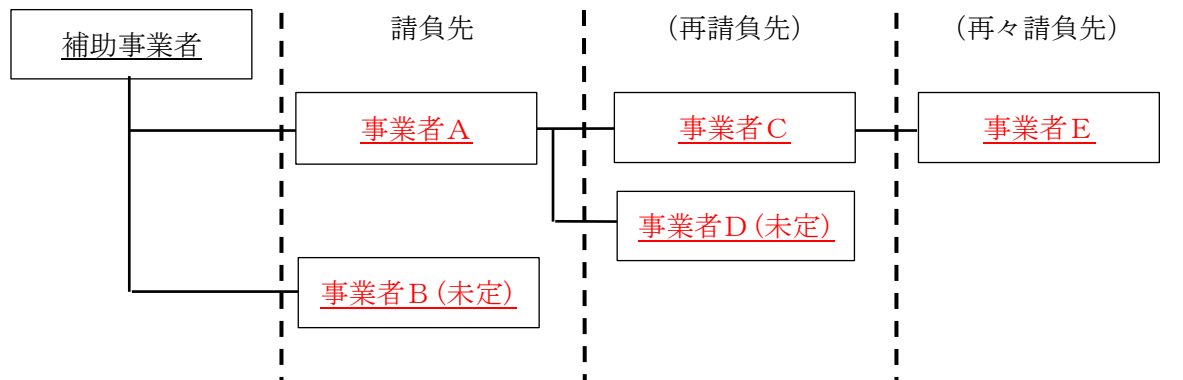 補助事業者
請負先
(再請負先)
(再々請負先)
事業者A
事業者C
事業者E
事業者D(未定)
事業者B(未定)